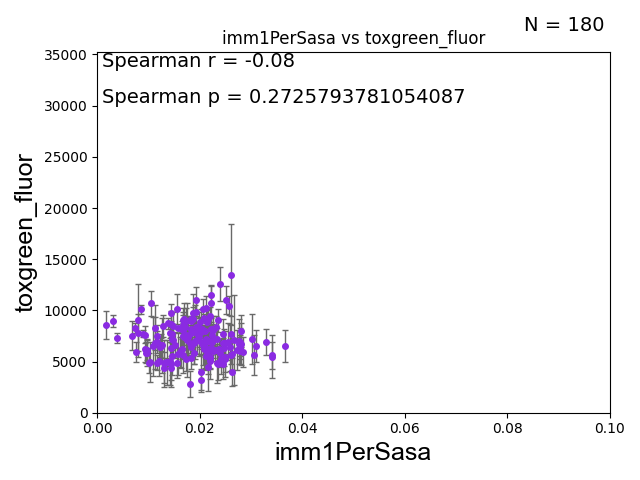 N = 180
imm1PerSasa vs toxgreen_fluor
Spearman r = -0.08
Spearman p = 0.2725793781054087
35000
30000
25000
20000
15000
10000
5000
0
toxgreen_fluor
0.00 0.02 0.04 0.06 0.08 0.10
imm1PerSasa